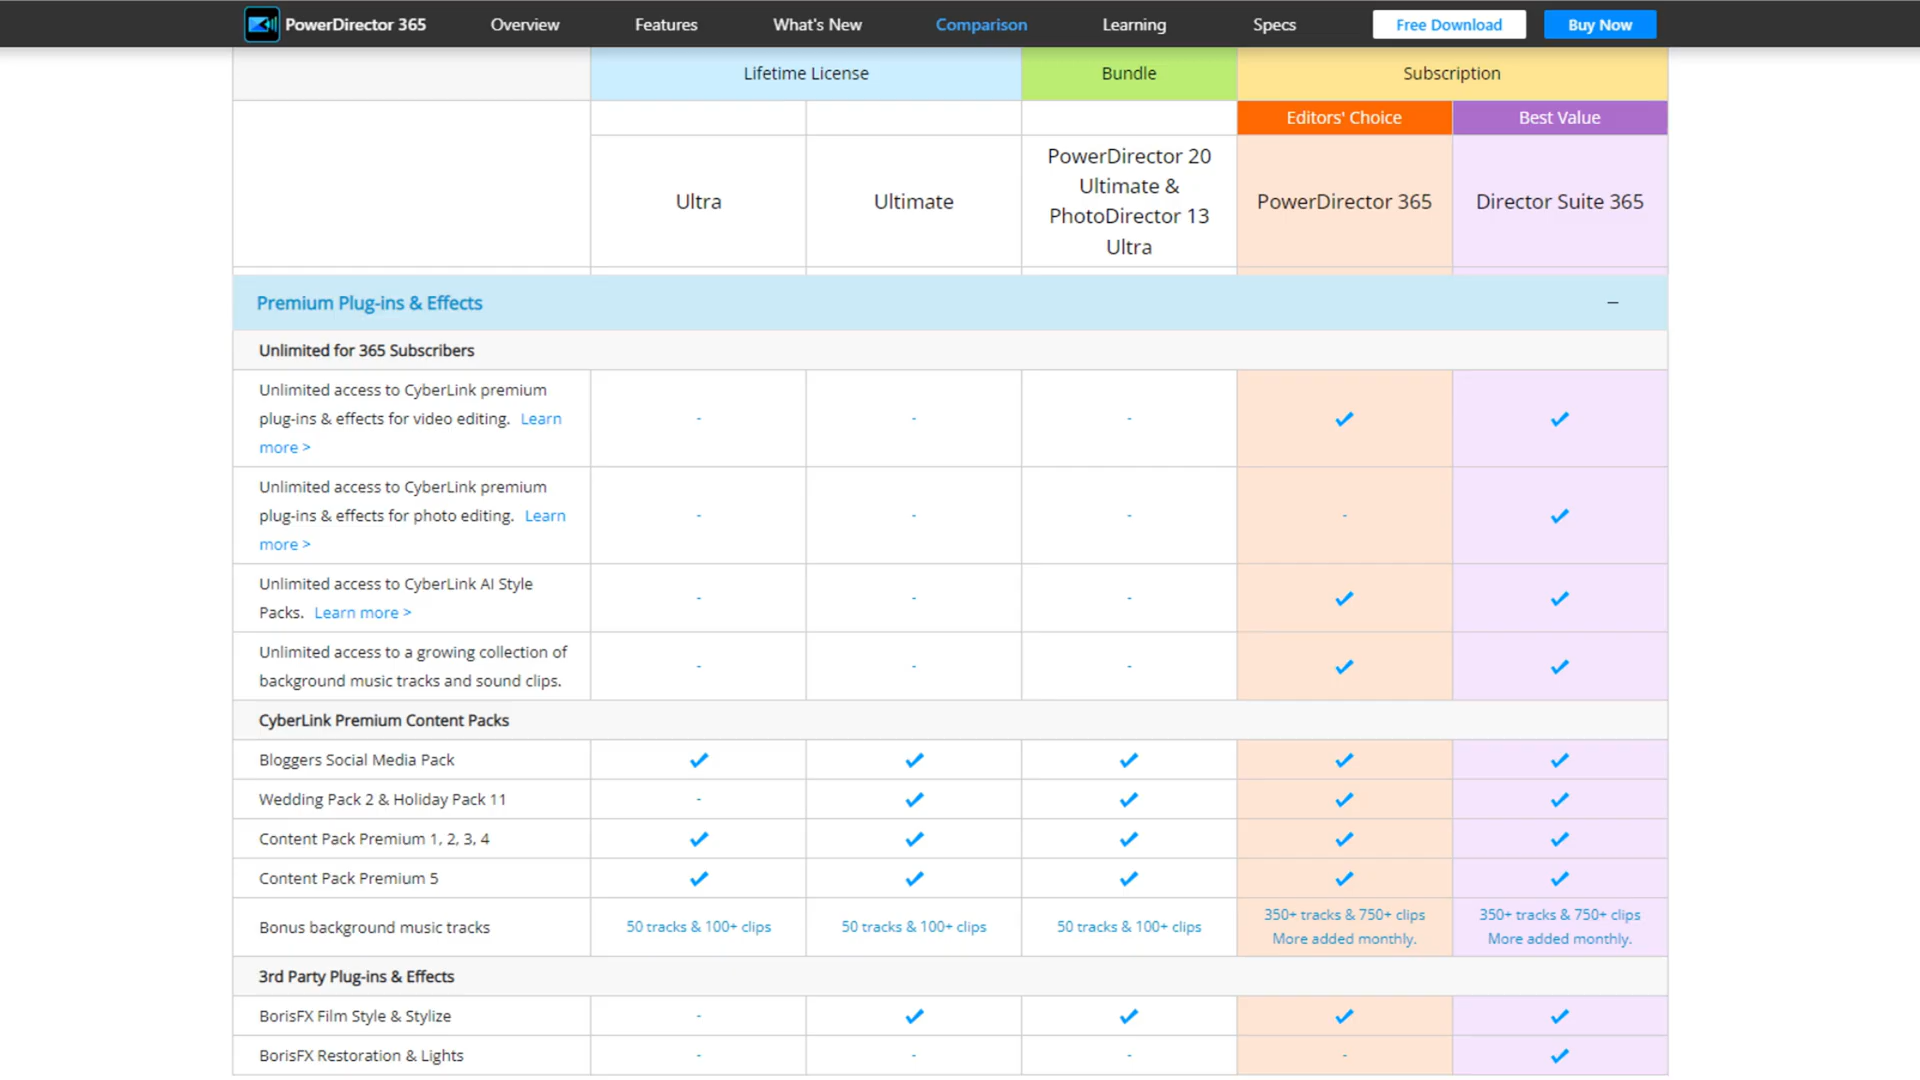 PowerDirector 365 Overview Features What's New Comparison Learning Specs Free Download Buy Now
Lifetime License Bundle Subscription
Editors' Choice Best Value
Ultra
Ultimate
PowerDirector 20
Ultimate &
PhotoDirector 13
Ultra
PowerDirector 365
Director Suite 365
Premium Plug-ins & Effects –
Unlimited for 365 Subscribers
Unlimited access to CyberLink premium
plug-ins & effects for video editing. Learn
more >
- - - ✓ ✓
Unlimited access to CyberLink premium
plug-ins & effects for photo editing. Learn
more >
- - - - ✓
Unlimited access to CyberLink AI Style
Packs. Learn more >
- - - ✓ ✓
Unlimited access to a growing collection of
background music tracks and sound clips.
- - - ✓ ✓
CyberLink Premium Content Packs
Bloggers Social Media Pack ✓ ✓ ✓ ✓ ✓
Wedding Pack 2 & Holiday Pack 11 - ✓ ✓ ✓ ✓
Content Pack Premium 1, 2, 3, 4 ✓ ✓ ✓ ✓ ✓
Content Pack Premium 5 ✓ ✓ ✓ ✓ ✓
Bonus background music tracks 50 tracks & 100+ clips 50 tracks & 100+ clips 50 tracks & 100+ clips
350+ tracks & 750+ clips
More added monthly.
350+ tracks & 750+ clips
More added monthly.
3rd Party Plug-ins & Effects
BorisFX Film Style & Stylize - ✓ ✓ ✓ ✓
BorisFX Restoration & Lights - - - - ✓